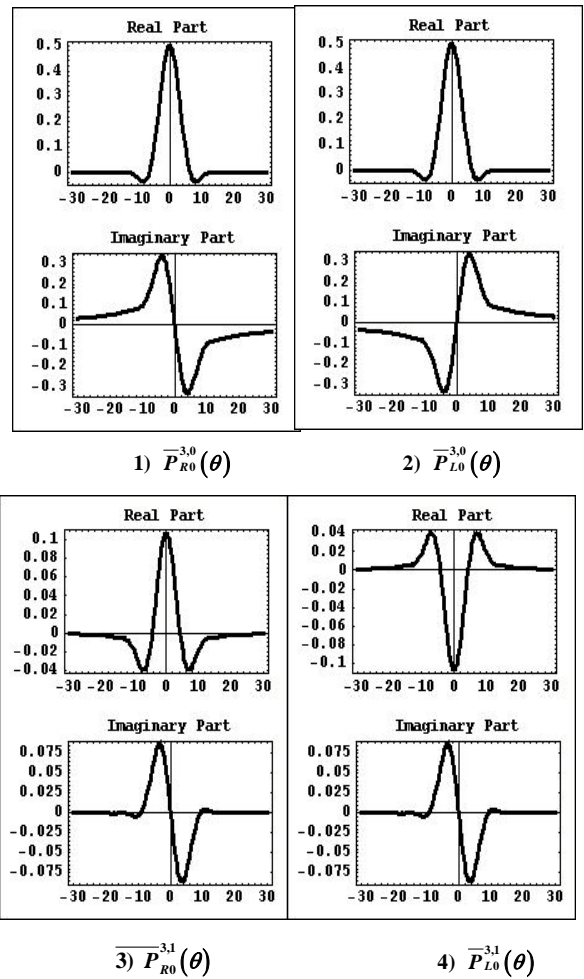 Real Part
Real Part
0.5
0.4
0.3
0.2
0.1
0
-30 -20 -10 0 10 20 30
0.5
0.4
0.3
0.2
0.1
0
-30 -20 -10 0 10 20 30
Imaginary Part
Imaginary Part
0.3
0.2
0.1
0
-0.1
-0.2
-0.3
-30 -20 -10 0 10 20 30
0.3
0.2
0.1
0
-0.1
-0.2
-0.3
-30 -20 -10 0 10 20 30
1) P̅_{R0}^{3,0}(θ)
2) P̅_{L0}^{3,0}(θ)
Real Part
Real Part
0.1
0.08
0.06
0.04
0.02
0
-0.02
-0.04
-30 -20 -10 0 10 20 30
0.04
0.02
0
-0.02
-0.04
-0.06
-0.08
-0.1
-30 -20 -10 0 10 20 30
Imaginary Part
Imaginary Part
0.075
0.05
0.025
0
-0.025
-0.05
-0.075
-30 -20 -10 0 10 20 30
0.075
0.05
0.025
0
-0.025
-0.05
-0.075
-30 -20 -10 0 10 20 30
3) P̅_{R0}^{3,1}(θ)
4) P̅_{L0}^{3,1}(θ)